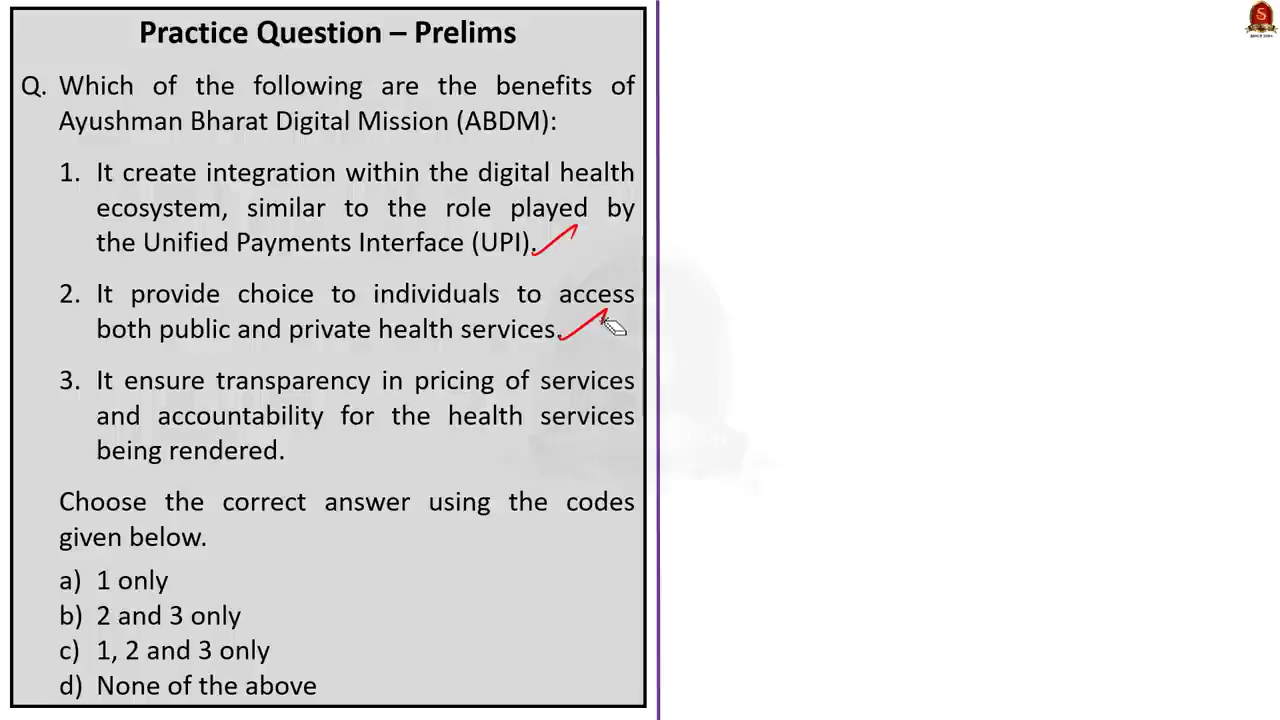 Practice Question – Prelims
Q. Which of the following are the benefits of
Ayushman Bharat Digital Mission (ABDM):
1. It create integration within the digital health
ecosystem, similar to the role played by
the Unified Payments Interface (UPI).
2. It provide choice to individuals to access
both public and private health services.
3. It ensure transparency in pricing of services
and accountability for the health services
being rendered.
Choose the correct answer using the codes
given below.
a) 1 only
b) 2 and 3 only
c) 1, 2 and 3 only
d) None of the above
S